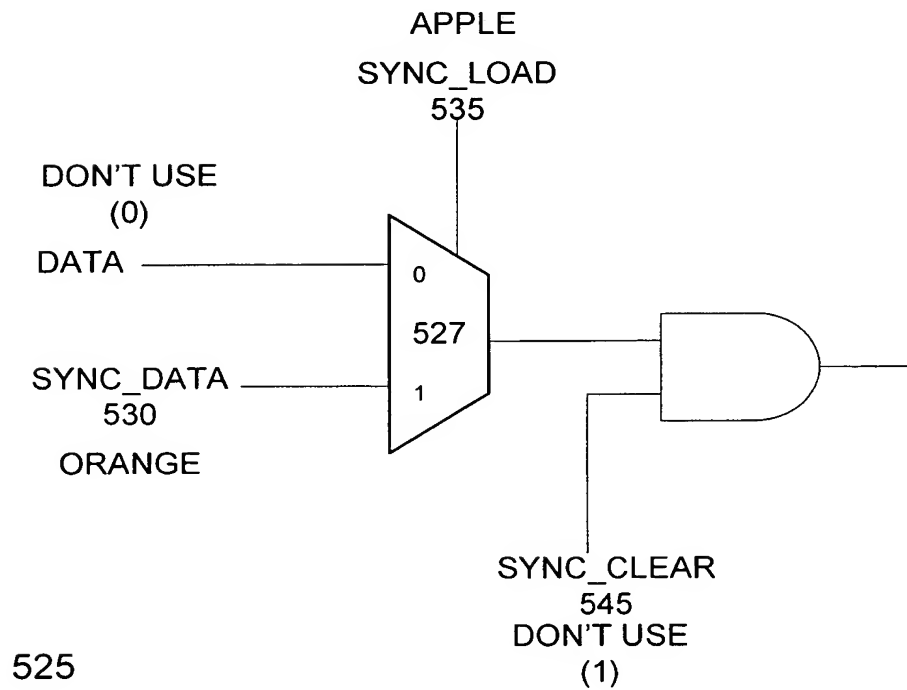 APPLE
SYNC_LOAD
535
DON'T USE
(0)
DATA
0
527
SYNC_DATA
1
530
ORANGE
SYNC_CLEAR
545
DON'T USE
(1)
525